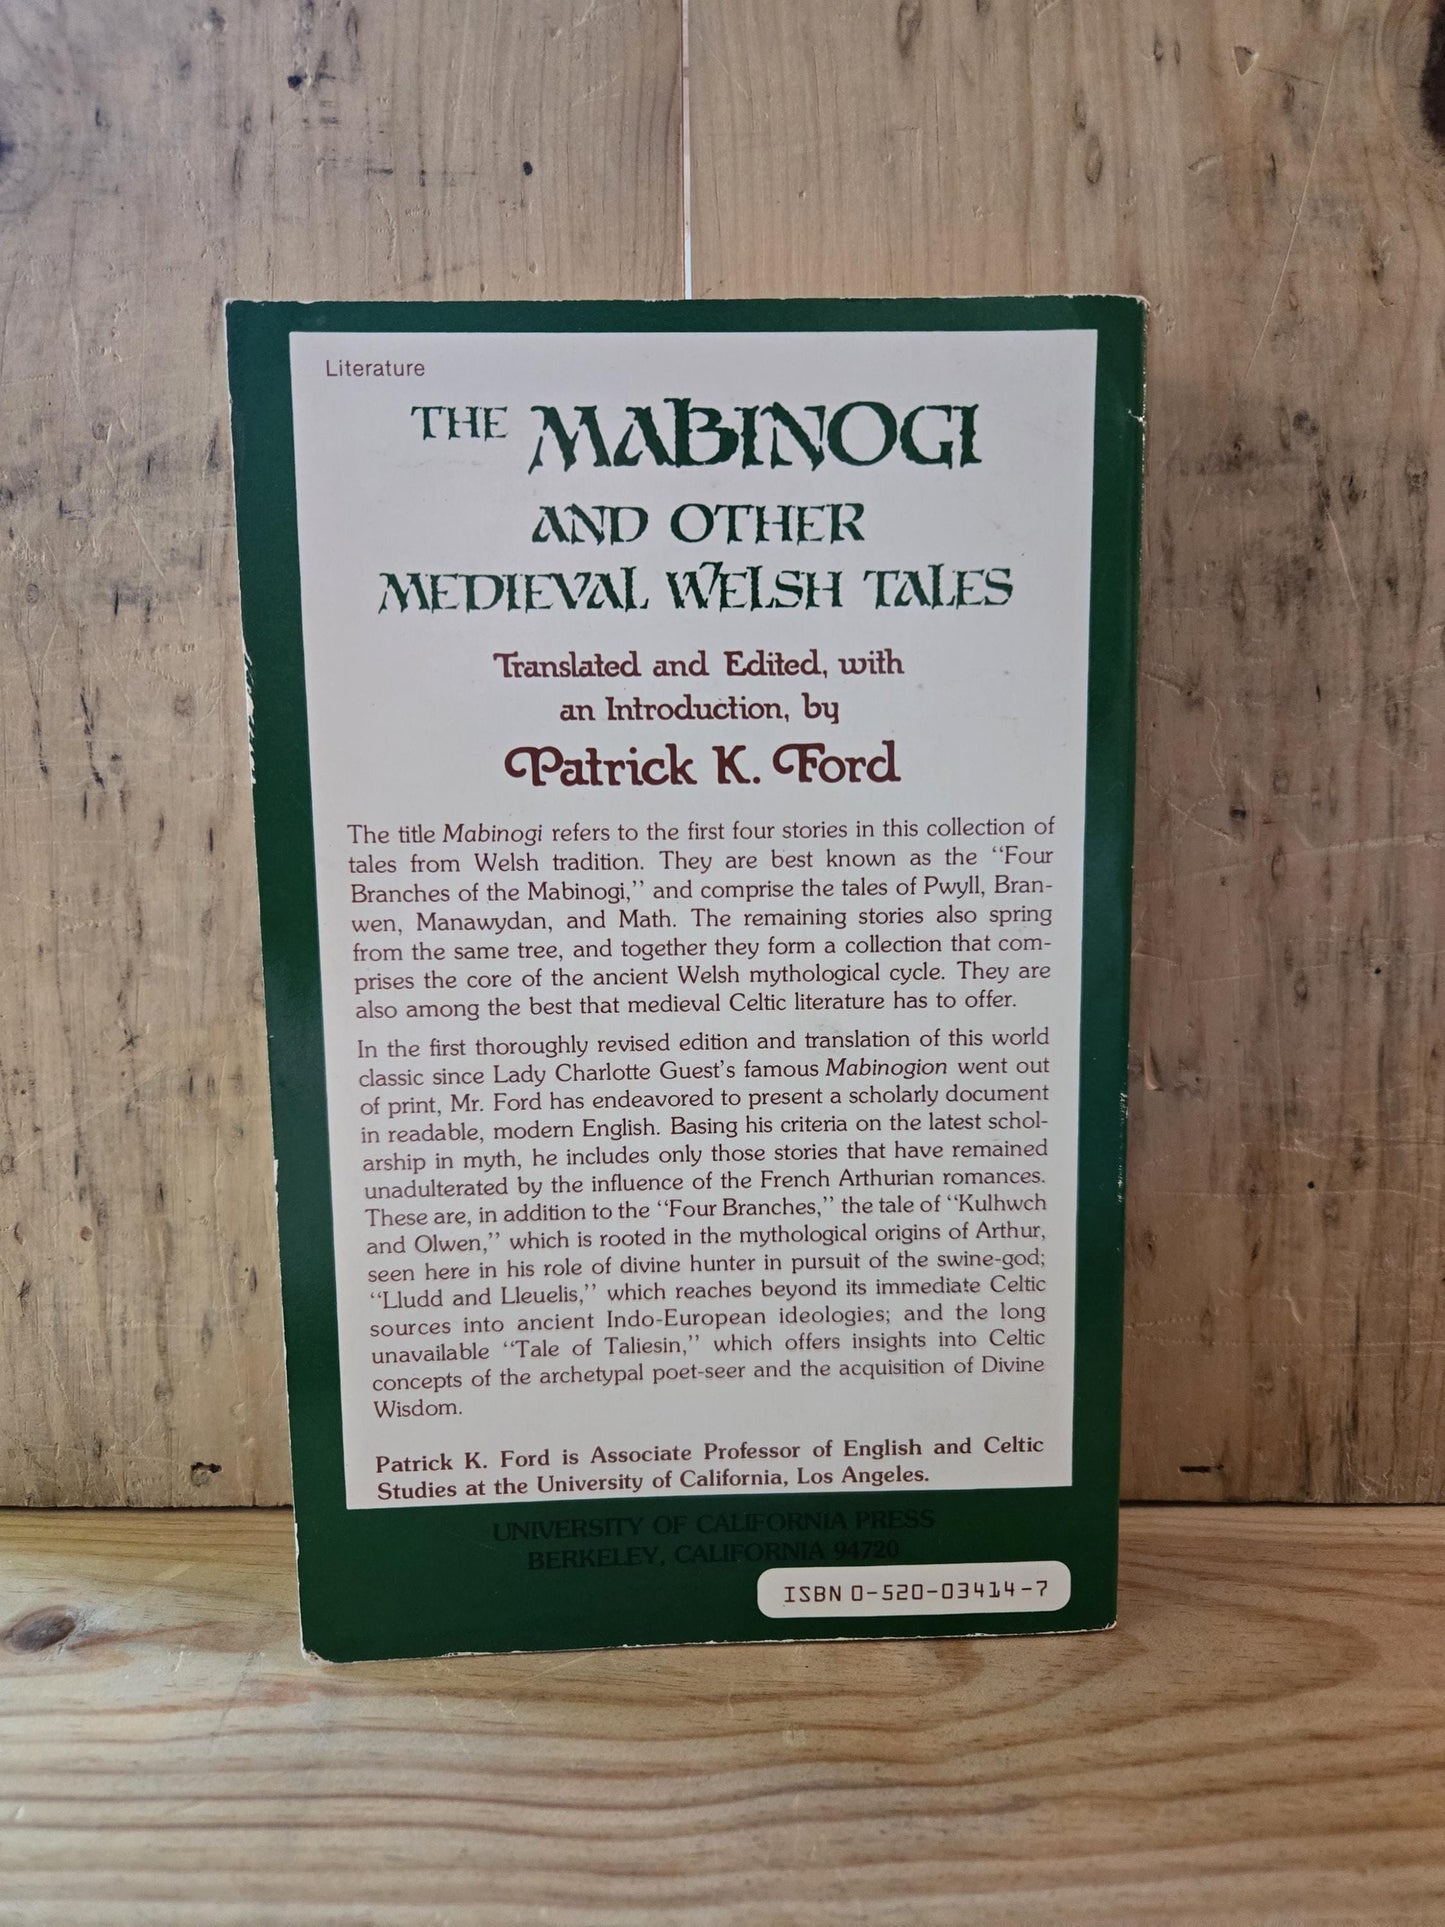 Literature
THE MABINOGI
AND OTHER
MEDIEVAL WELSH TALES
Translated and Edited, with
an Introduction, by
Patrick K. Ford
The title Mabinogi refers to the first four stories in this collection of
tales from Welsh tradition. They are best known as the “Four
Branches of the Mabinogi,” and comprise the tales of Pwyll, Bran-
wen, Manawydan, and Math. The remaining stories also spring
from the same tree, and together they form a collection that com-
prises the core of the ancient Welsh mythological cycle. They are
also among the best that medieval Celtic literature has to offer.
In the first thoroughly revised edition and translation of this world
classic since Lady Charlotte Guest's famous Mabinogion went out
of print, Mr. Ford has endeavored to present a scholarly document
in readable, modern English. Basing his criteria on the latest schol-
arship in myth, he includes only those stories that have remained
unadulterated by the influence of the French Arthurian romances.
These are, in addition to the “Four Branches,” the tale of “Kulhwch
and Olwen,” which is rooted in the mythological origins of Arthur,
seen here in his role of divine hunter in pursuit of the swine-god;
“Lludd and Lleuelis,” which reaches beyond its immediate Celtic
sources into ancient Indo-European ideologies; and the long
unavailable “Tale of Taliesin,” which offers insights into Celtic
concepts of the archetypal poet-seer and the acquisition of Divine
Wisdom.
Patrick K. Ford is Associate Professor of English and Celtic
Studies at the University of California, Los Angeles.
UNIVERSITY OF CALIFORNIA PRESS
BERKELEY, CALIFORNIA 94720
ISBN 0-520-03414-7